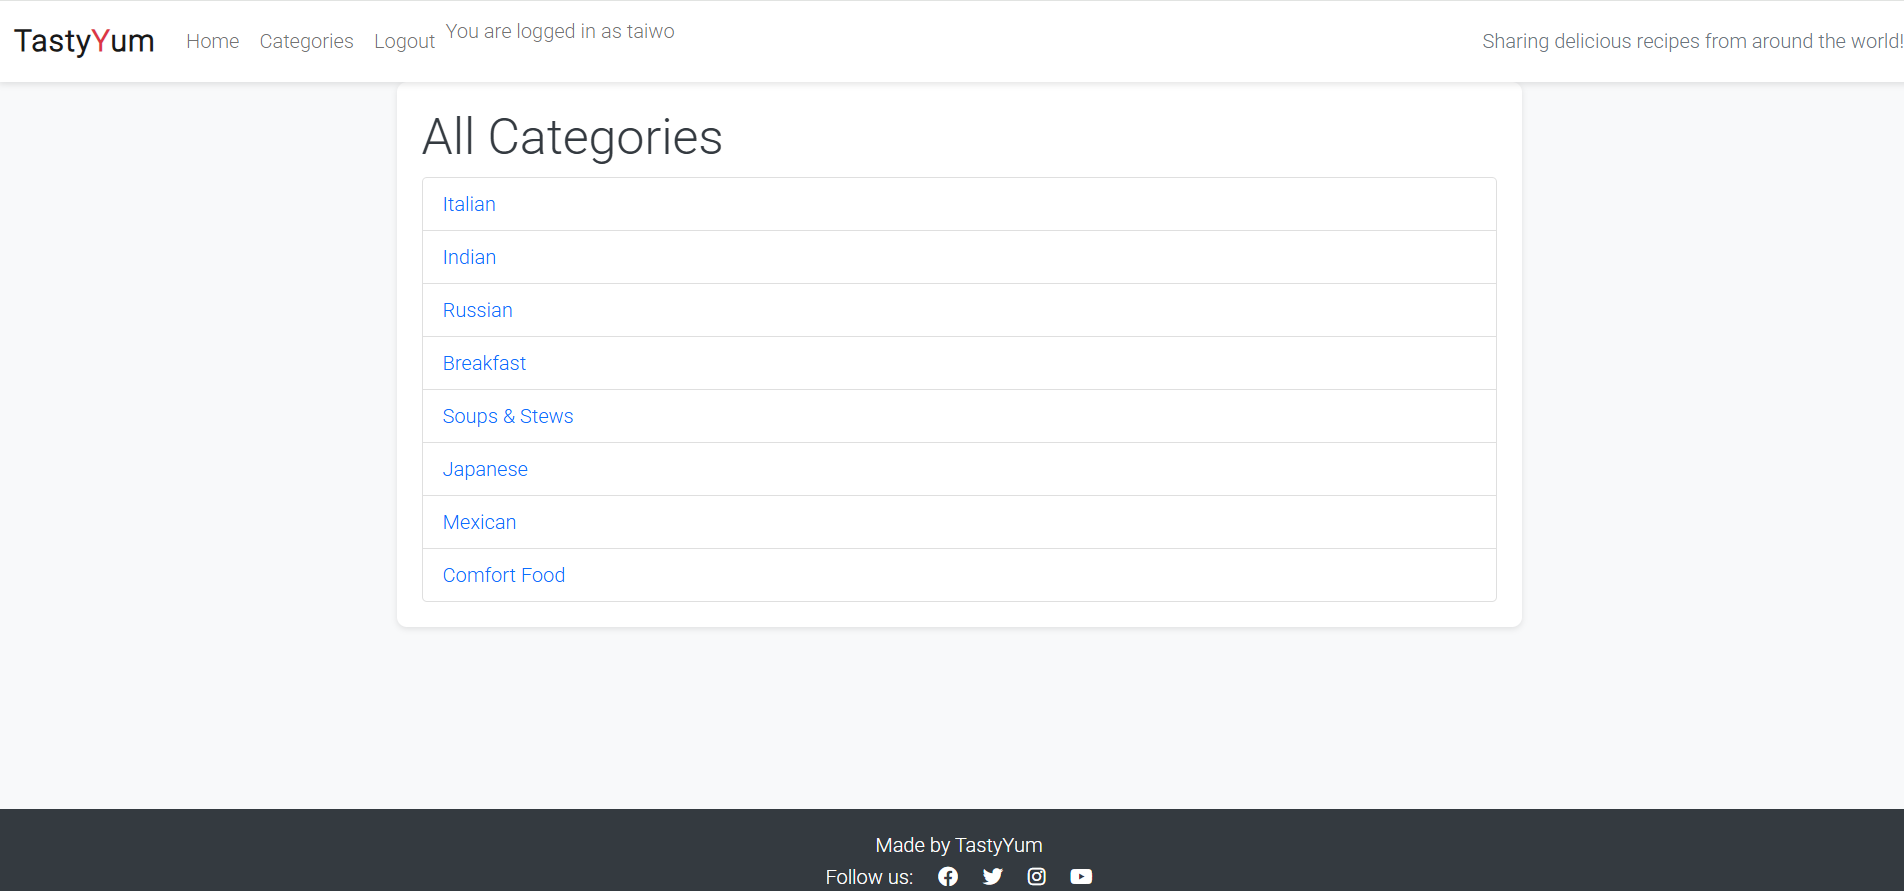 TastyYum Home Categories Logout You are logged in as taiwo Sharing delicious recipes from around the world!
All Categories
Italian
Indian
Russian
Breakfast
Soups & Stews
Japanese
Mexican
Comfort Food
Made by TastyYum
Follow us: